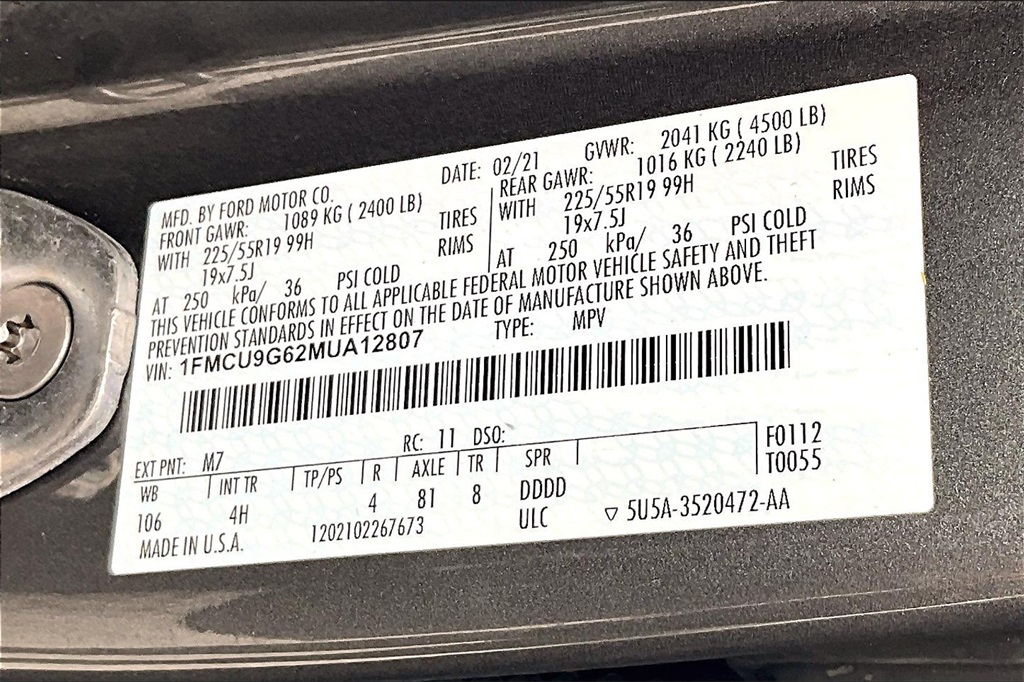 MFD. BY FORD MOTOR CO. DATE: 02/21 GVWR: 2041 KG ( 4500 LB)
FRONT GAWR: 1089 KG ( 2400 LB) REAR GAWR: 1016 KG ( 2240 LB)
WITH 225/55R19 99H TIRES WITH 225/55R19 99H TIRES
19x7.5J RIMS 19x7.5J RIMS
AT 250 kPa/ 36 PSI COLD AT 250 kPa/ 36 PSI COLD
THIS VEHICLE CONFORMS TO ALL APPLICABLE FEDERAL MOTOR VEHICLE SAFETY AND THEFT
PREVENTION STANDARDS IN EFFECT ON THE DATE OF MANUFACTURE SHOWN ABOVE.
VIN: 1FMCU9G62MUA12807 TYPE: MPV
EXT PNT: M7 RC: 11 DSO: F0112
WB INT TR TP/PS R AXLE TR SPR T0055
106 4H 4 81 8 DDDD
MADE IN U.S.A. 1202102267673 ULC ▽ 5U5A-3520472-AA